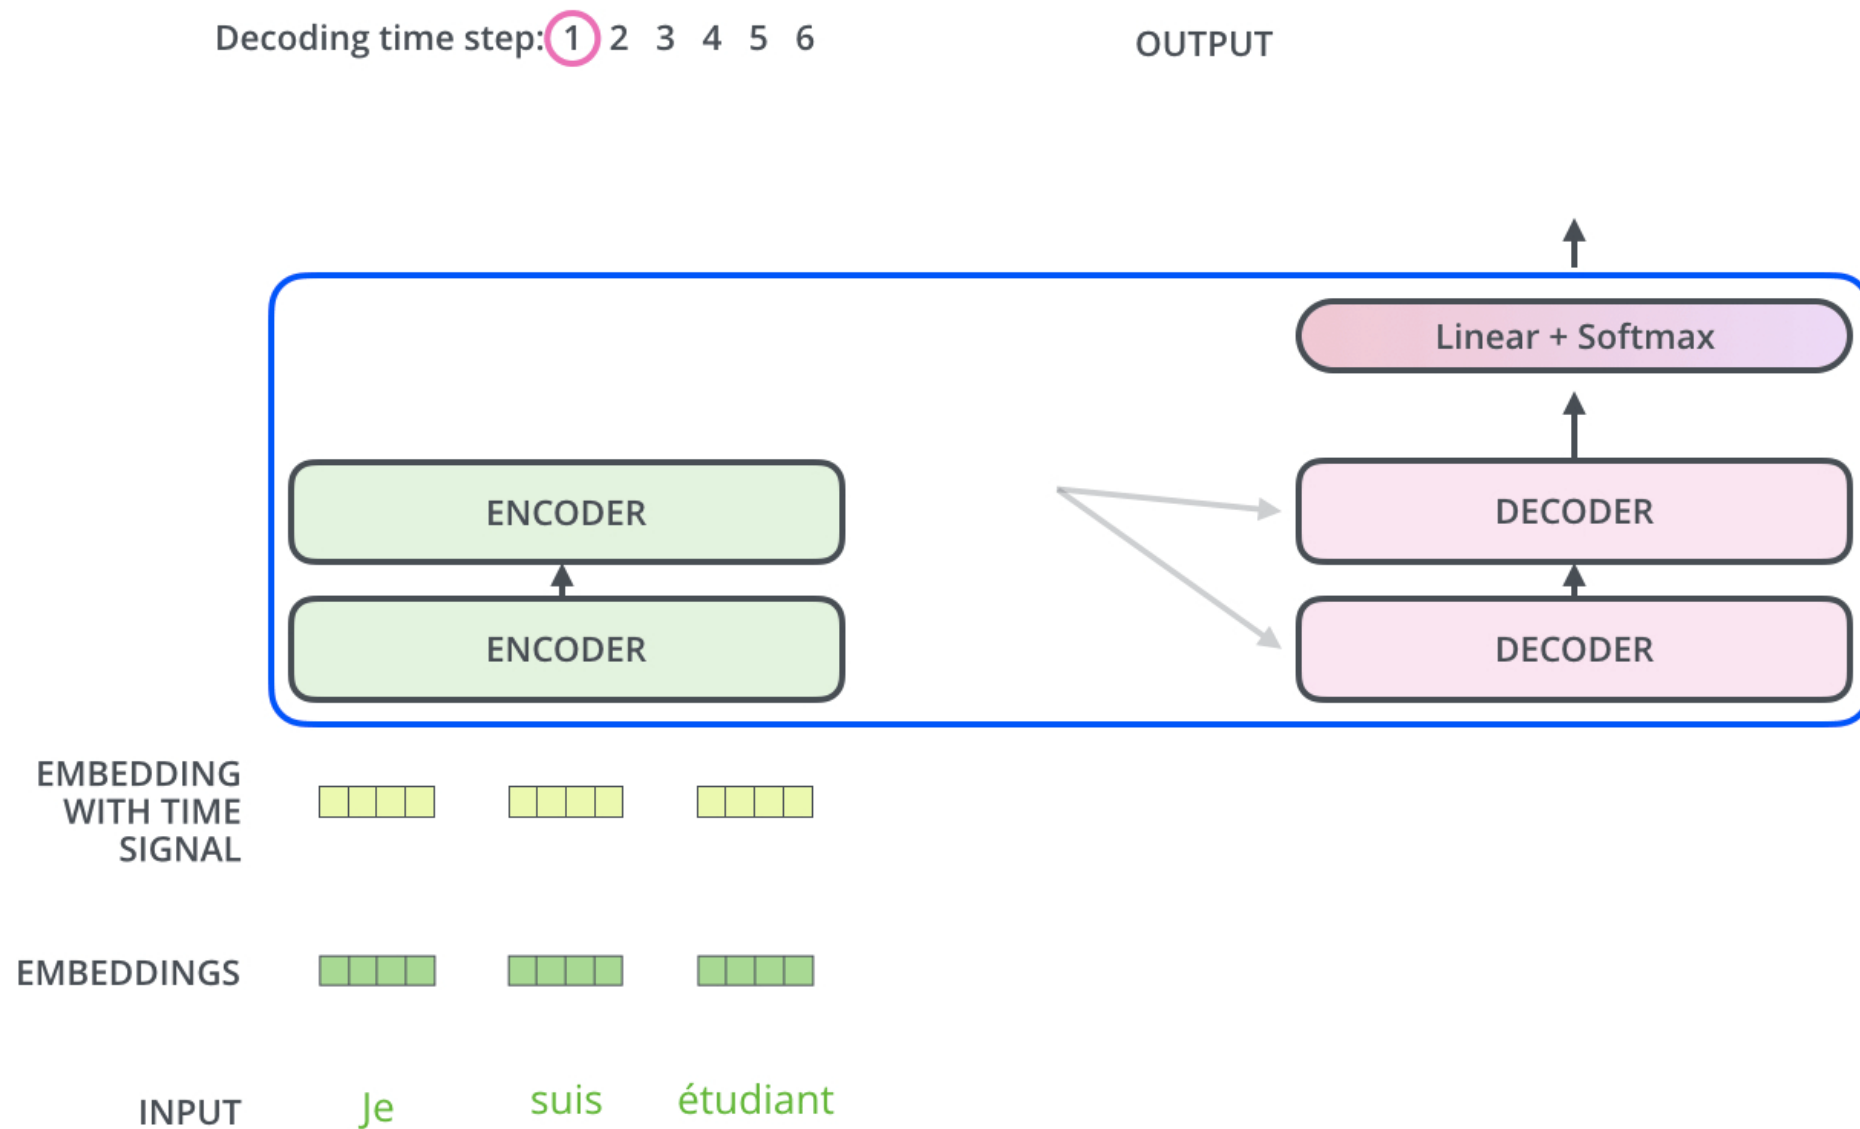 Decoding time step: 1 2 3 4 5 6
OUTPUT
Linear + Softmax
ENCODER
DECODER
ENCODER
DECODER
EMBEDDING
WITH TIME
SIGNAL
EMBEDDINGS
INPUT
Je suis étudiant